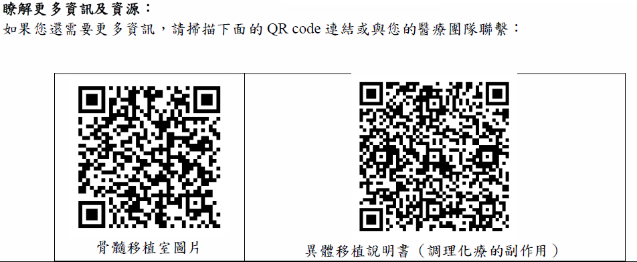 瞭解更多資訊及資源：
如果您還需要更多資訊，請掃描下面的 QR code 連結或與您的醫療團隊聯繫：
骨髓移植室圖片
異體移植說明書（調理化療的副作用）